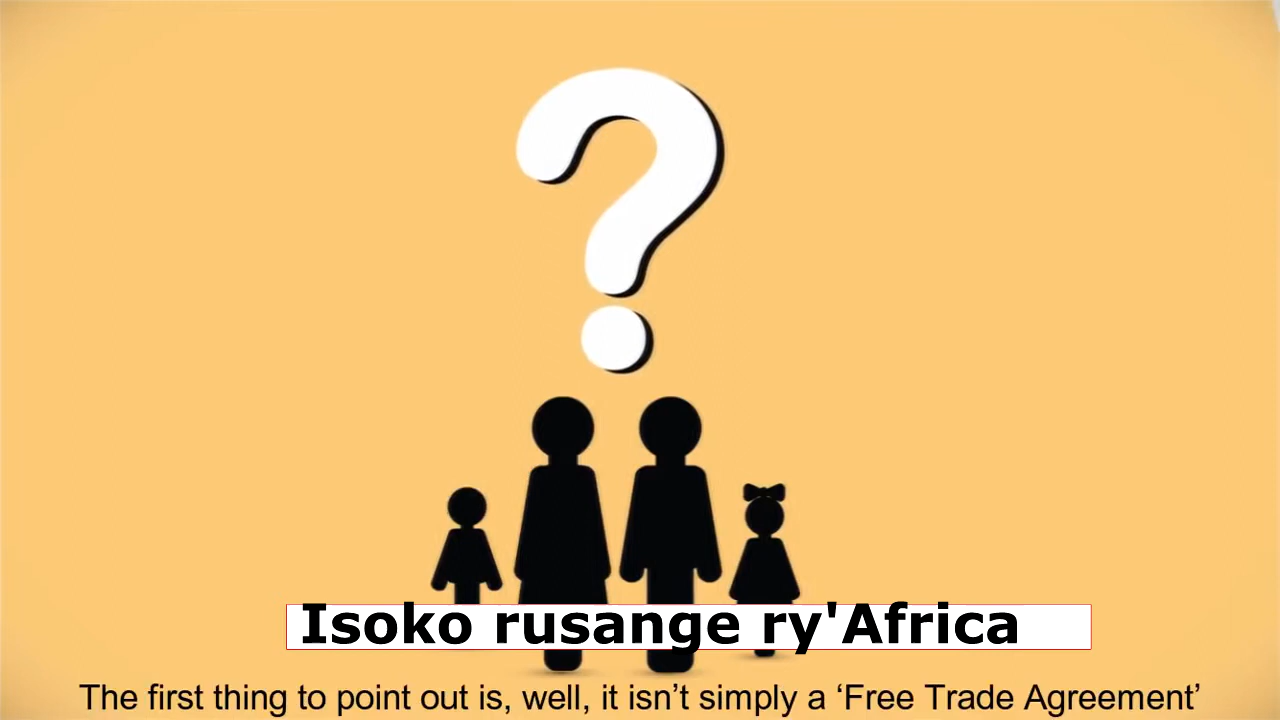 ?
Isoko rusange ry'Africa
The first thing to point out is, well, it isn’t simply a ‘Free Trade Agreement’